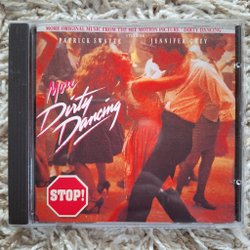 MORE ORIGINAL MUSIC FROM THE HIT MOTION PICTURE "DIRTY DANCING"
PATRICK SWAYZE JENNIFER GREY
More
Dirty
Dancing
STOP!